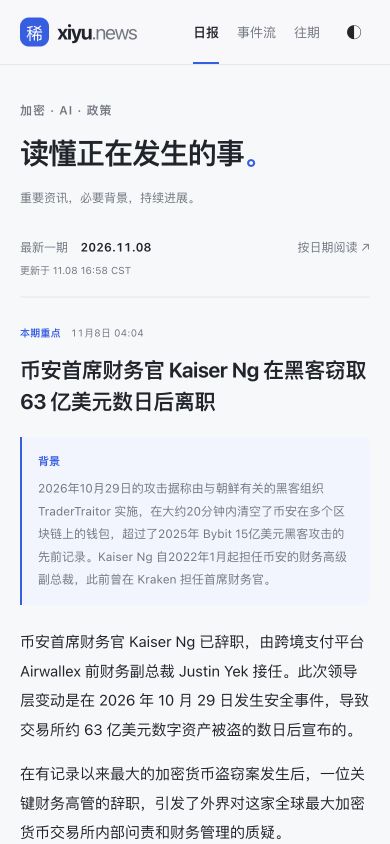 稀 xiyu.news 日报 事件流 往期
加密 · AI · 政策
读懂正在发生的事。
重要资讯，必要背景，持续进展。
最新一期 2026.11.08 按日期阅读 ↗
更新于 11.08 16:58 CST
本期重点 11月8日 04:04
币安首席财务官 Kaiser Ng 在黑客窃取
63 亿美元数日后离职
背景
2026年10月29日的攻击据称由与朝鲜有关的黑客组织
TraderTraitor 实施，在大约20分钟内清空了币安在多个区
块链上的钱包，超过了2025年 Bybit 15亿美元黑客攻击的
先前记录。Kaiser Ng 自2022年1月起担任币安的财务高级
副总裁，此前曾在 Kraken 担任首席财务官。
币安首席财务官 Kaiser Ng 已辞职，由跨境支付平台
Airwallex 前财务副总裁 Justin Yek 接任。此次领导
层变动是在 2026 年 10 月 29 日发生安全事件，导致
交易所约 63 亿美元数字资产被盗的数日后宣布的。
在有记录以来最大的加密货币盗窃案发生后，一位关
键财务高管的辞职，引发了外界对这家全球最大加密
货币交易所内部问责和财务管理的质疑。